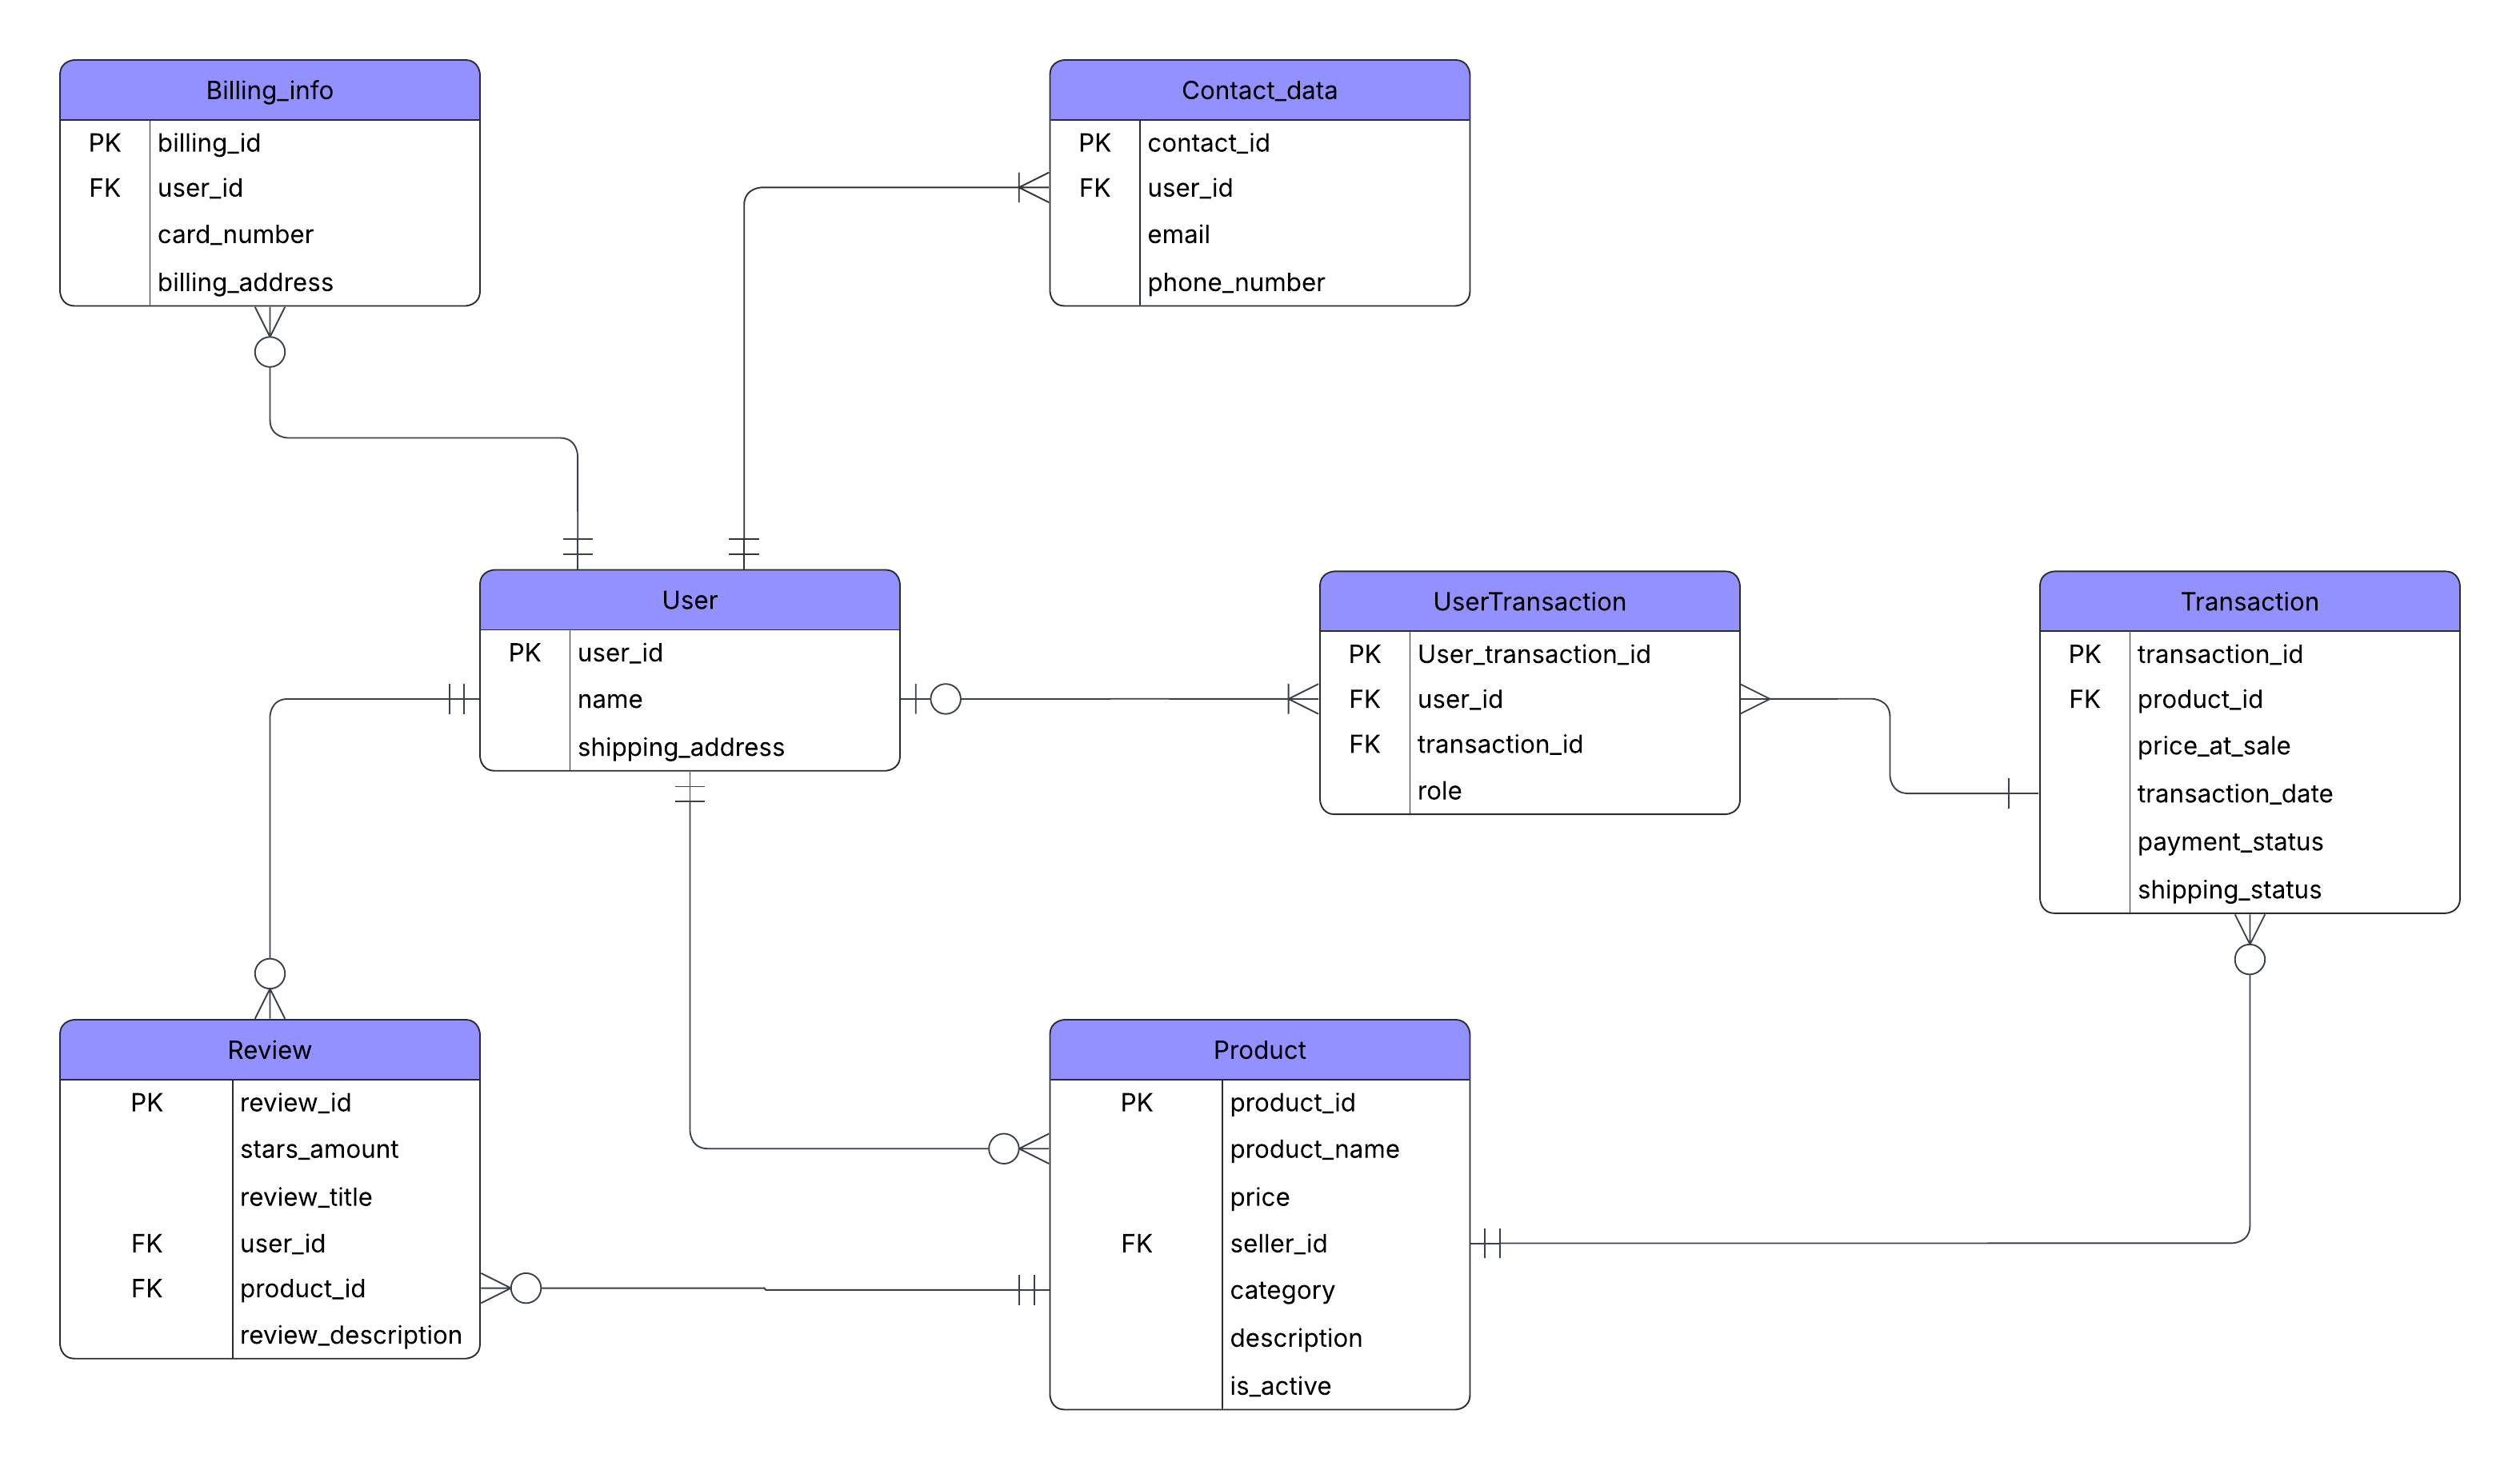 Billing_info
PK billing_id
FK user_id
card_number
billing_address
Contact_data
PK contact_id
FK user_id
email
phone_number
User
PK user_id
name
shipping_address
UserTransaction
PK User_transaction_id
FK user_id
FK transaction_id
role
Transaction
PK transaction_id
FK product_id
price_at_sale
transaction_date
payment_status
shipping_status
Review
PK review_id
stars_amount
review_title
FK user_id
FK product_id
review_description
Product
PK product_id
product_name
price
FK seller_id
category
description
is_active